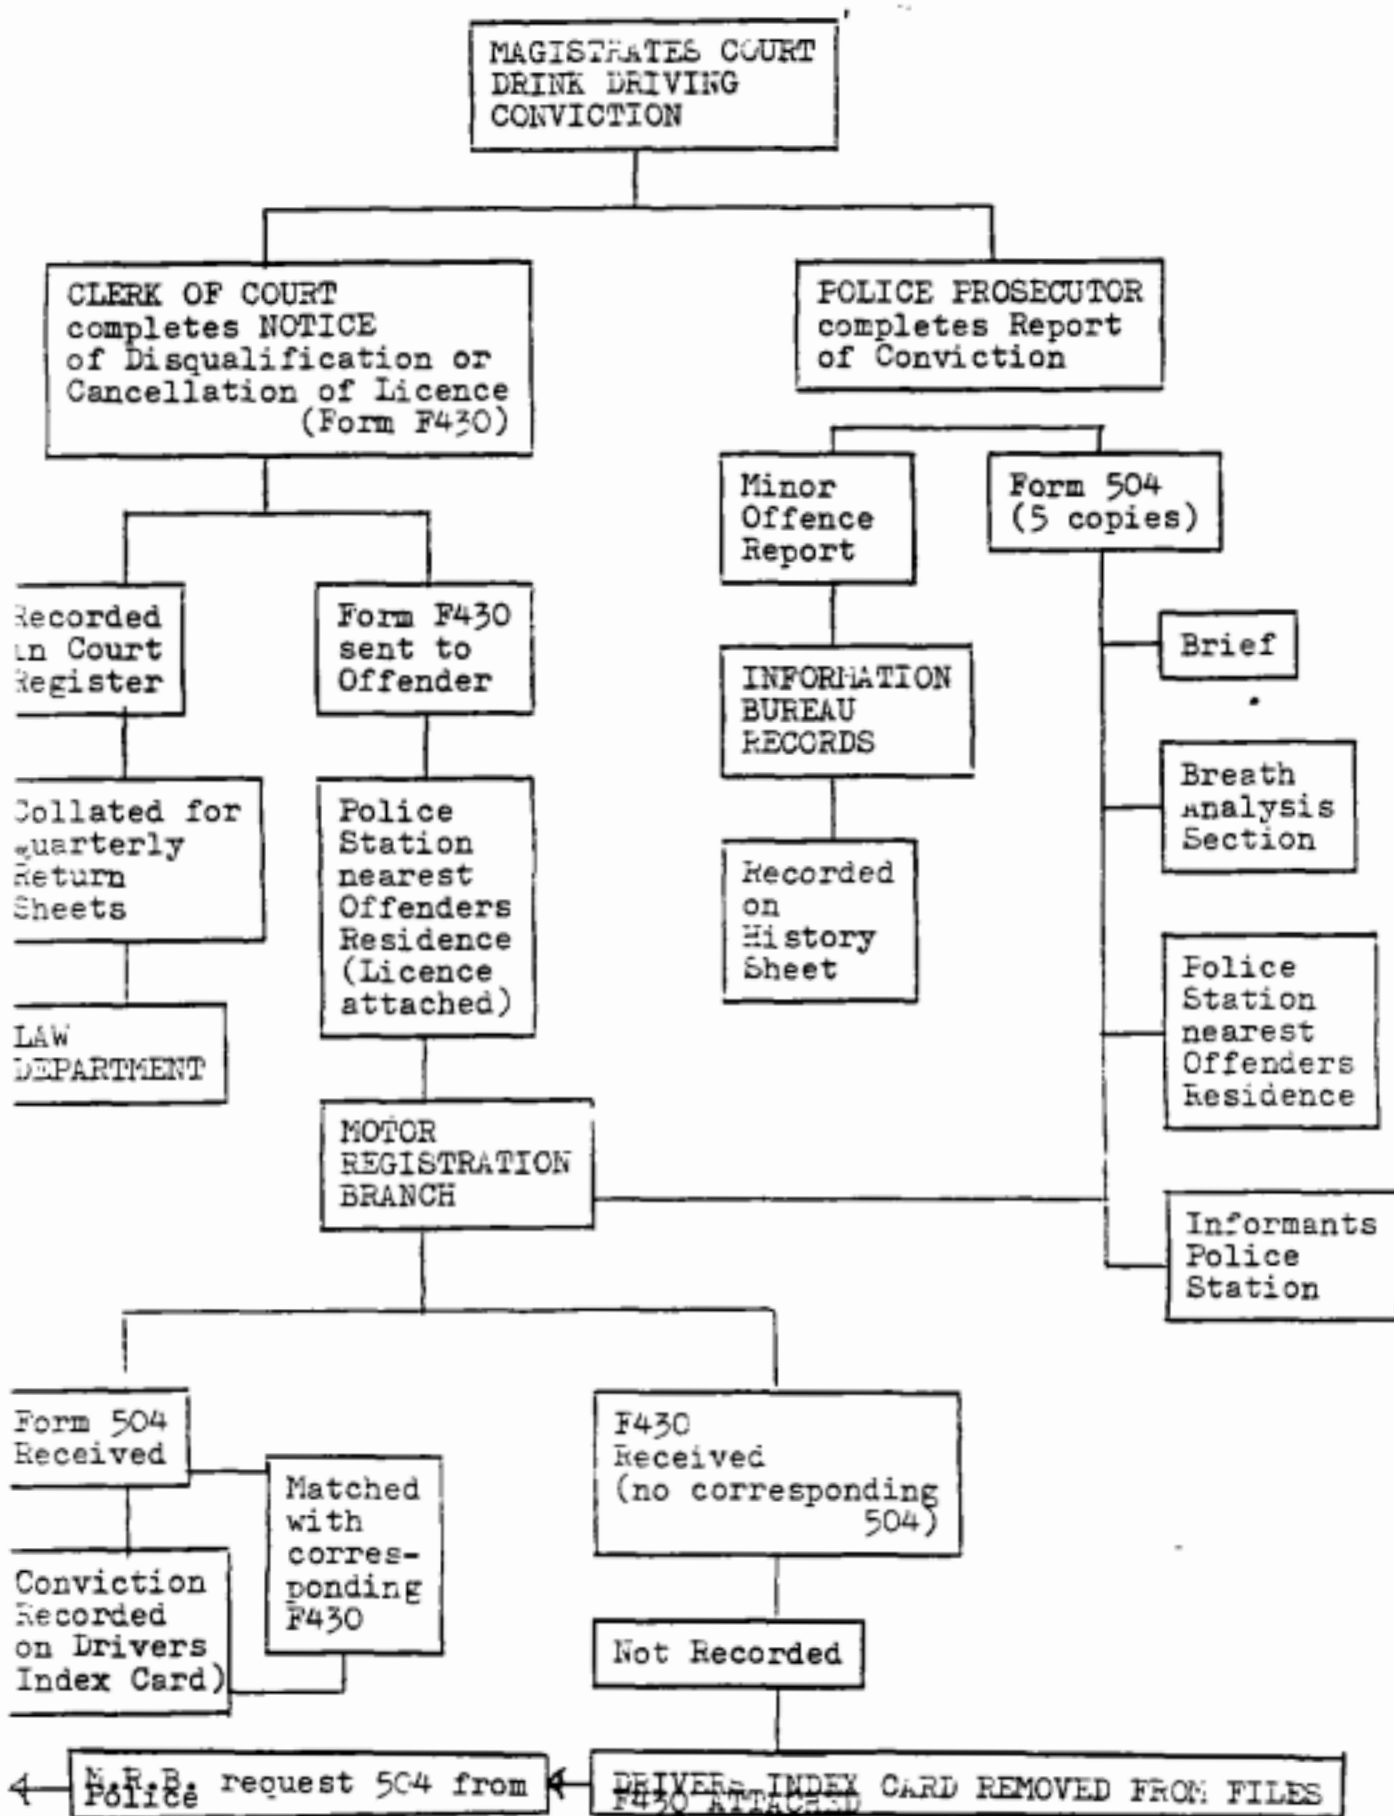 MAGISTRATES COURT
DRINK DRIVING
CONVICTION
CLERK OF COURT
completes NOTICE
of Disqualification or
Cancellation of Licence
(Form F430)
POLICE PROSECUTOR
completes Report
of Conviction
Minor
Offence
Report
Form 504
(5 copies)
Recorded
in Court
Register
Form F430
sent to
Offender
INFORMATION
BUREAU
RECORDS
Brief
Collated for
Quarterly
Return
Sheets
Police
Station
nearest
Offenders
Residence
(Licence
attached)
Recorded
on
History
Sheet
Breath
Analysis
Section
LAW
DEPARTMENT
Police
Station
nearest
Offenders
Residence
MOTOR
REGISTRATION
BRANCH
Informants
Police
Station
Form 504
Received
Matched
with
corres-
ponding
F430
F430
Received
(no corresponding
504)
Conviction
Recorded
on Drivers
Index Card)
Not Recorded
M.R.B. request 504 from
Police
DRIVERS INDEX CARD REMOVED FROM FILES
F430 ATTACHED